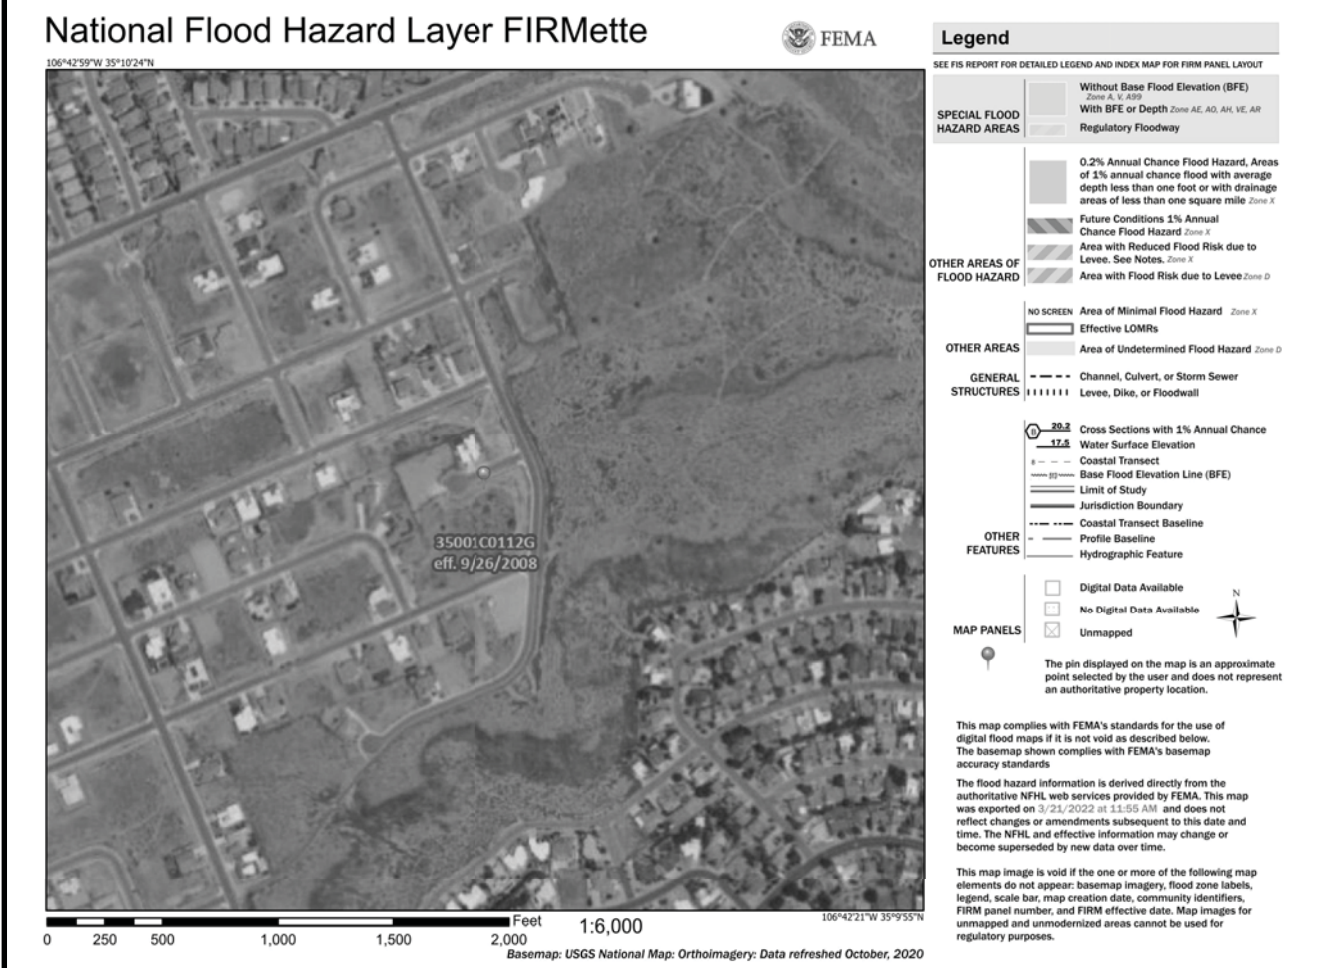 National Flood Hazard Layer FIRMette
FEMA
106°42'59"W 35°10'24"N
35001C0112G
eff. 9/26/2008
106°42'21"W 35°9'55"N
Feet
1:6,000
0 250 500 1,000 1,500 2,000
Basemap: USGS National Map: Orthoimagery: Data refreshed October, 2020
Legend
SEE FIS REPORT FOR DETAILED LEGEND AND INDEX MAP FOR FIRM PANEL LAYOUT
SPECIAL FLOOD
HAZARD AREAS
Without Base Flood Elevation (BFE)
Zone A, V, A99
With BFE or Depth Zone AE, AO, AH, VE, AR
Regulatory Floodway
0.2% Annual Chance Flood Hazard, Areas
of 1% annual chance flood with average
depth less than one foot or with drainage
areas of less than one square mile Zone X
Future Conditions 1% Annual
Chance Flood Hazard Zone X
Area with Reduced Flood Risk due to
Levee. See Notes. Zone X
OTHER AREAS OF
FLOOD HAZARD
Area with Flood Risk due to Levee Zone D
NO SCREEN Area of Minimal Flood Hazard Zone X
Effective LOMRs
OTHER AREAS
Area of Undetermined Flood Hazard Zone D
GENERAL
STRUCTURES
Channel, Culvert, or Storm Sewer
Levee, Dike, or Floodwall
B 20.2 Cross Sections with 1% Annual Chance
17.5 Water Surface Elevation
Coastal Transect
Base Flood Elevation Line (BFE)
Limit of Study
Jurisdiction Boundary
Coastal Transect Baseline
OTHER
FEATURES
Profile Baseline
Hydrographic Feature
Digital Data Available
No Digital Data Available
MAP PANELS
Unmapped
N
The pin displayed on the map is an approximate
point selected by the user and does not represent
an authoritative property location.
This map complies with FEMA's standards for the use of
digital flood maps if it is not void as described below.
The basemap shown complies with FEMA's basemap
accuracy standards
The flood hazard information is derived directly from the
authoritative NFHL web services provided by FEMA. This map
was exported on 3/21/2022 at 11:55 AM and does not
reflect changes or amendments subsequent to this date and
time. The NFHL and effective information may change or
become superseded by new data over time.
This map image is void if the one or more of the following map
elements do not appear: basemap imagery, flood zone labels,
legend, scale bar, map creation date, community identifiers,
FIRM panel number, and FIRM effective date. Map images for
unmapped and unmodernized areas cannot be used for
regulatory purposes.